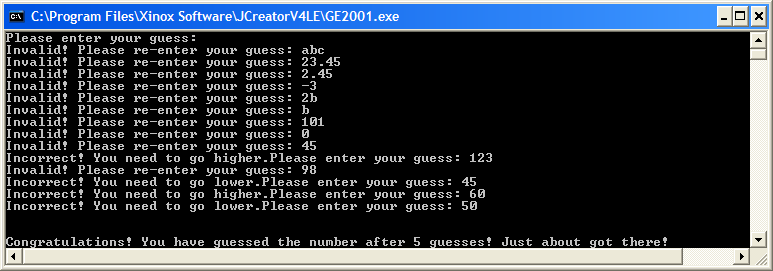 C:\Program Files\Xinox Software\JCreatorV4LE\GE2001.exe
Please enter your guess:
Invalid! Please re-enter your guess: abc
Invalid! Please re-enter your guess: 23.45
Invalid! Please re-enter your guess: 2.45
Invalid! Please re-enter your guess: -3
Invalid! Please re-enter your guess: 2b
Invalid! Please re-enter your guess: b
Invalid! Please re-enter your guess: 101
Invalid! Please re-enter your guess: 0
Invalid! Please re-enter your guess: 45
Incorrect! You need to go higher.Please enter your guess: 123
Invalid! Please re-enter your guess: 98
Incorrect! You need to go lower.Please enter your guess: 45
Incorrect! You need to go higher.Please enter your guess: 60
Incorrect! You need to go lower.Please enter your guess: 50
Congratulations! You have guessed the number after 5 guesses! Just about got there!